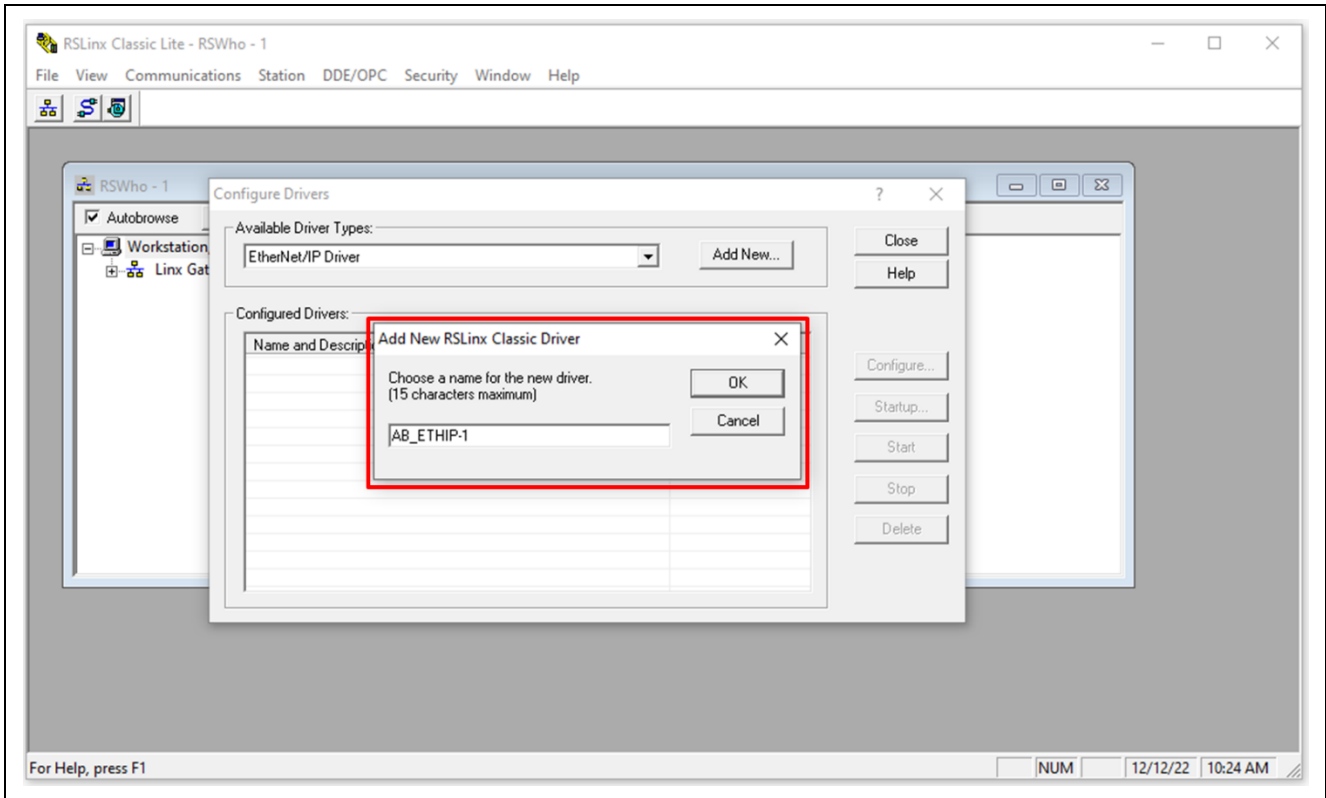 RSLinx Classic Lite - RSWho - 1
File View Communications Station DDE/OPC Security Window Help
RSWho - 1
Autobrowse
Workstation
Linx Gat
Configure Drivers
?
Available Driver Types:
EtherNet/IP Driver
Add New...
Close
Help
Configured Drivers:
Name and Descripti
Add New RSLinx Classic Driver
Choose a name for the new driver.
(15 characters maximum)
AB_ETHIP-1
OK
Cancel
Configure...
Startup...
Start
Stop
Delete
For Help, press F1
NUM
12/12/22 10:24 AM